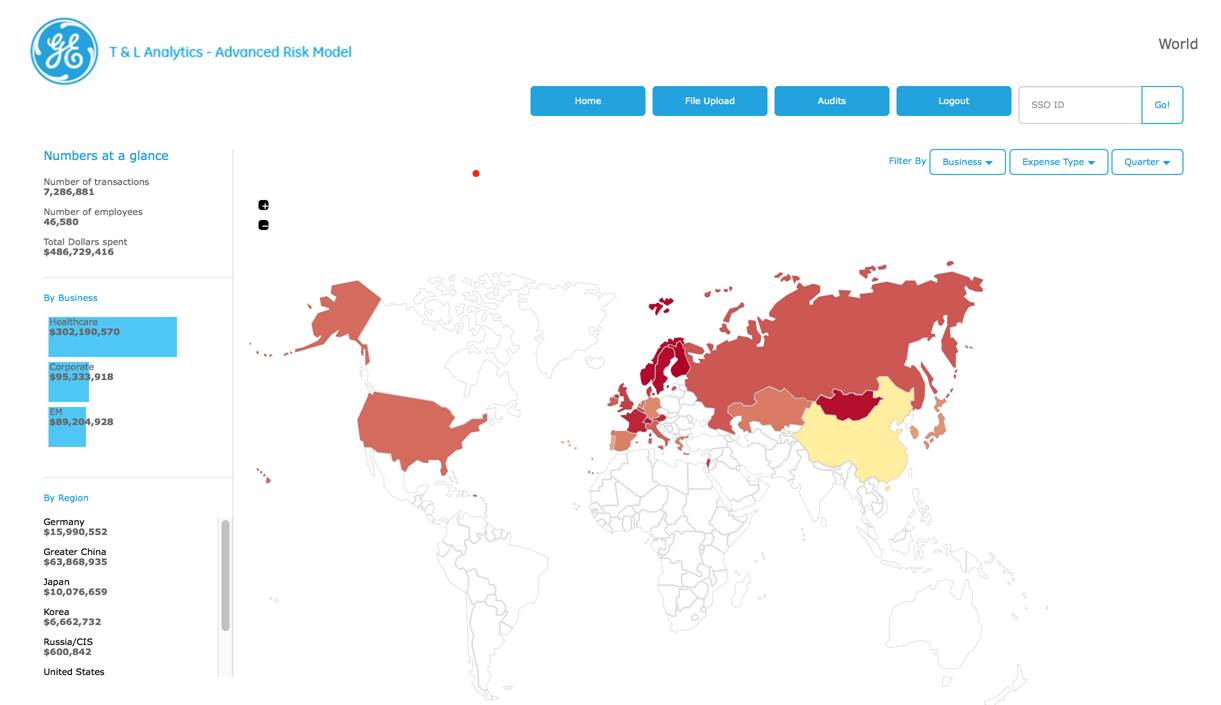 GE T & L Analytics - Advanced Risk Model
World
Home
File Upload
Audits
Logout
SSO ID
Go!
Filter By
Business
Expense Type
Quarter
Numbers at a glance
Number of transactions
7,286,881
Number of employees
46,580
Total Dollars spent
$486,729,416
By Business
Healthcare
$302,190,570
Corporate
$95,333,918
EM
$89,204,928
By Region
Germany
$15,990,552
Greater China
$63,868,935
Japan
$10,076,659
Korea
$6,662,732
Russia/CIS
$600,842
United States
+
−